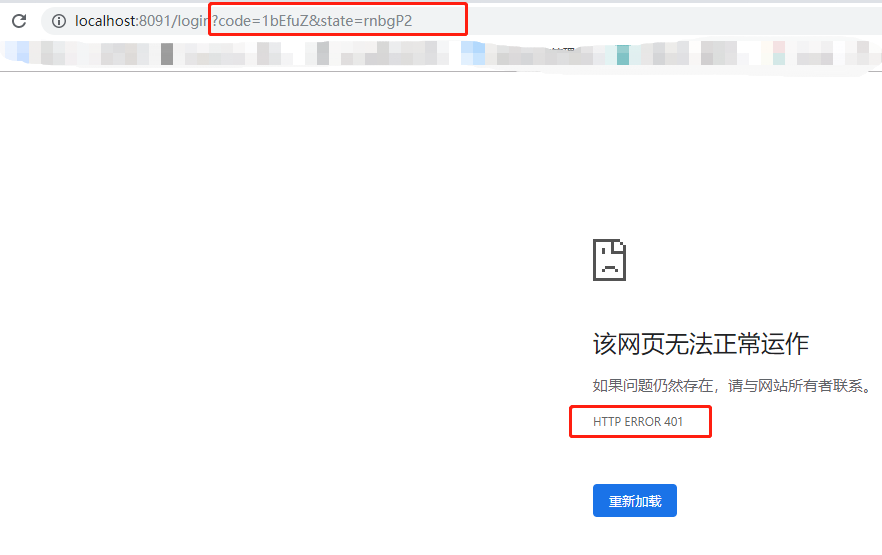 localhost:8091/login?code=1bEfuZ&state=rnbgP2
该网页无法正常运作
如果问题仍然存在，请与网站所有者联系。
HTTP ERROR 401
重新加载